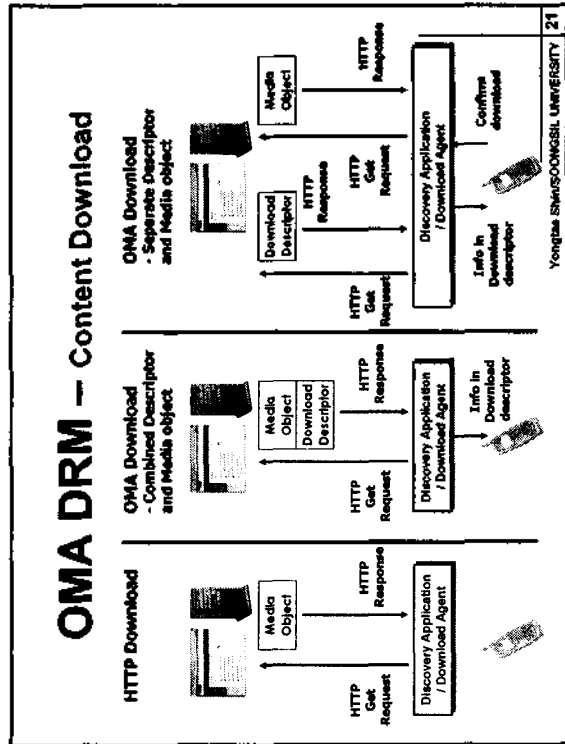 OMA DRM – Content Download
HTTP Download
Media
Object
HTTP
Get
Request
HTTP
Response
Discovery Application
/ Download Agent
OMA Download
- Combined Descriptor
and Media object
Media
Object
Download
Descriptor
HTTP
Get
Request
HTTP
Response
Discovery Application
/ Download Agent
Info in
Download
descriptor
OMA Download
- Seperate Descriptor
and Media object
Download
Descriptor
Media
Object
HTTP
Get
Request
HTTP
Response
HTTP
Get
Request
HTTP
Response
Discovery Application
/ Download Agent
Info in
Download
descriptor
Confirm
download
Yongtae Shin/SOONGSIL UNIVERSITY
21